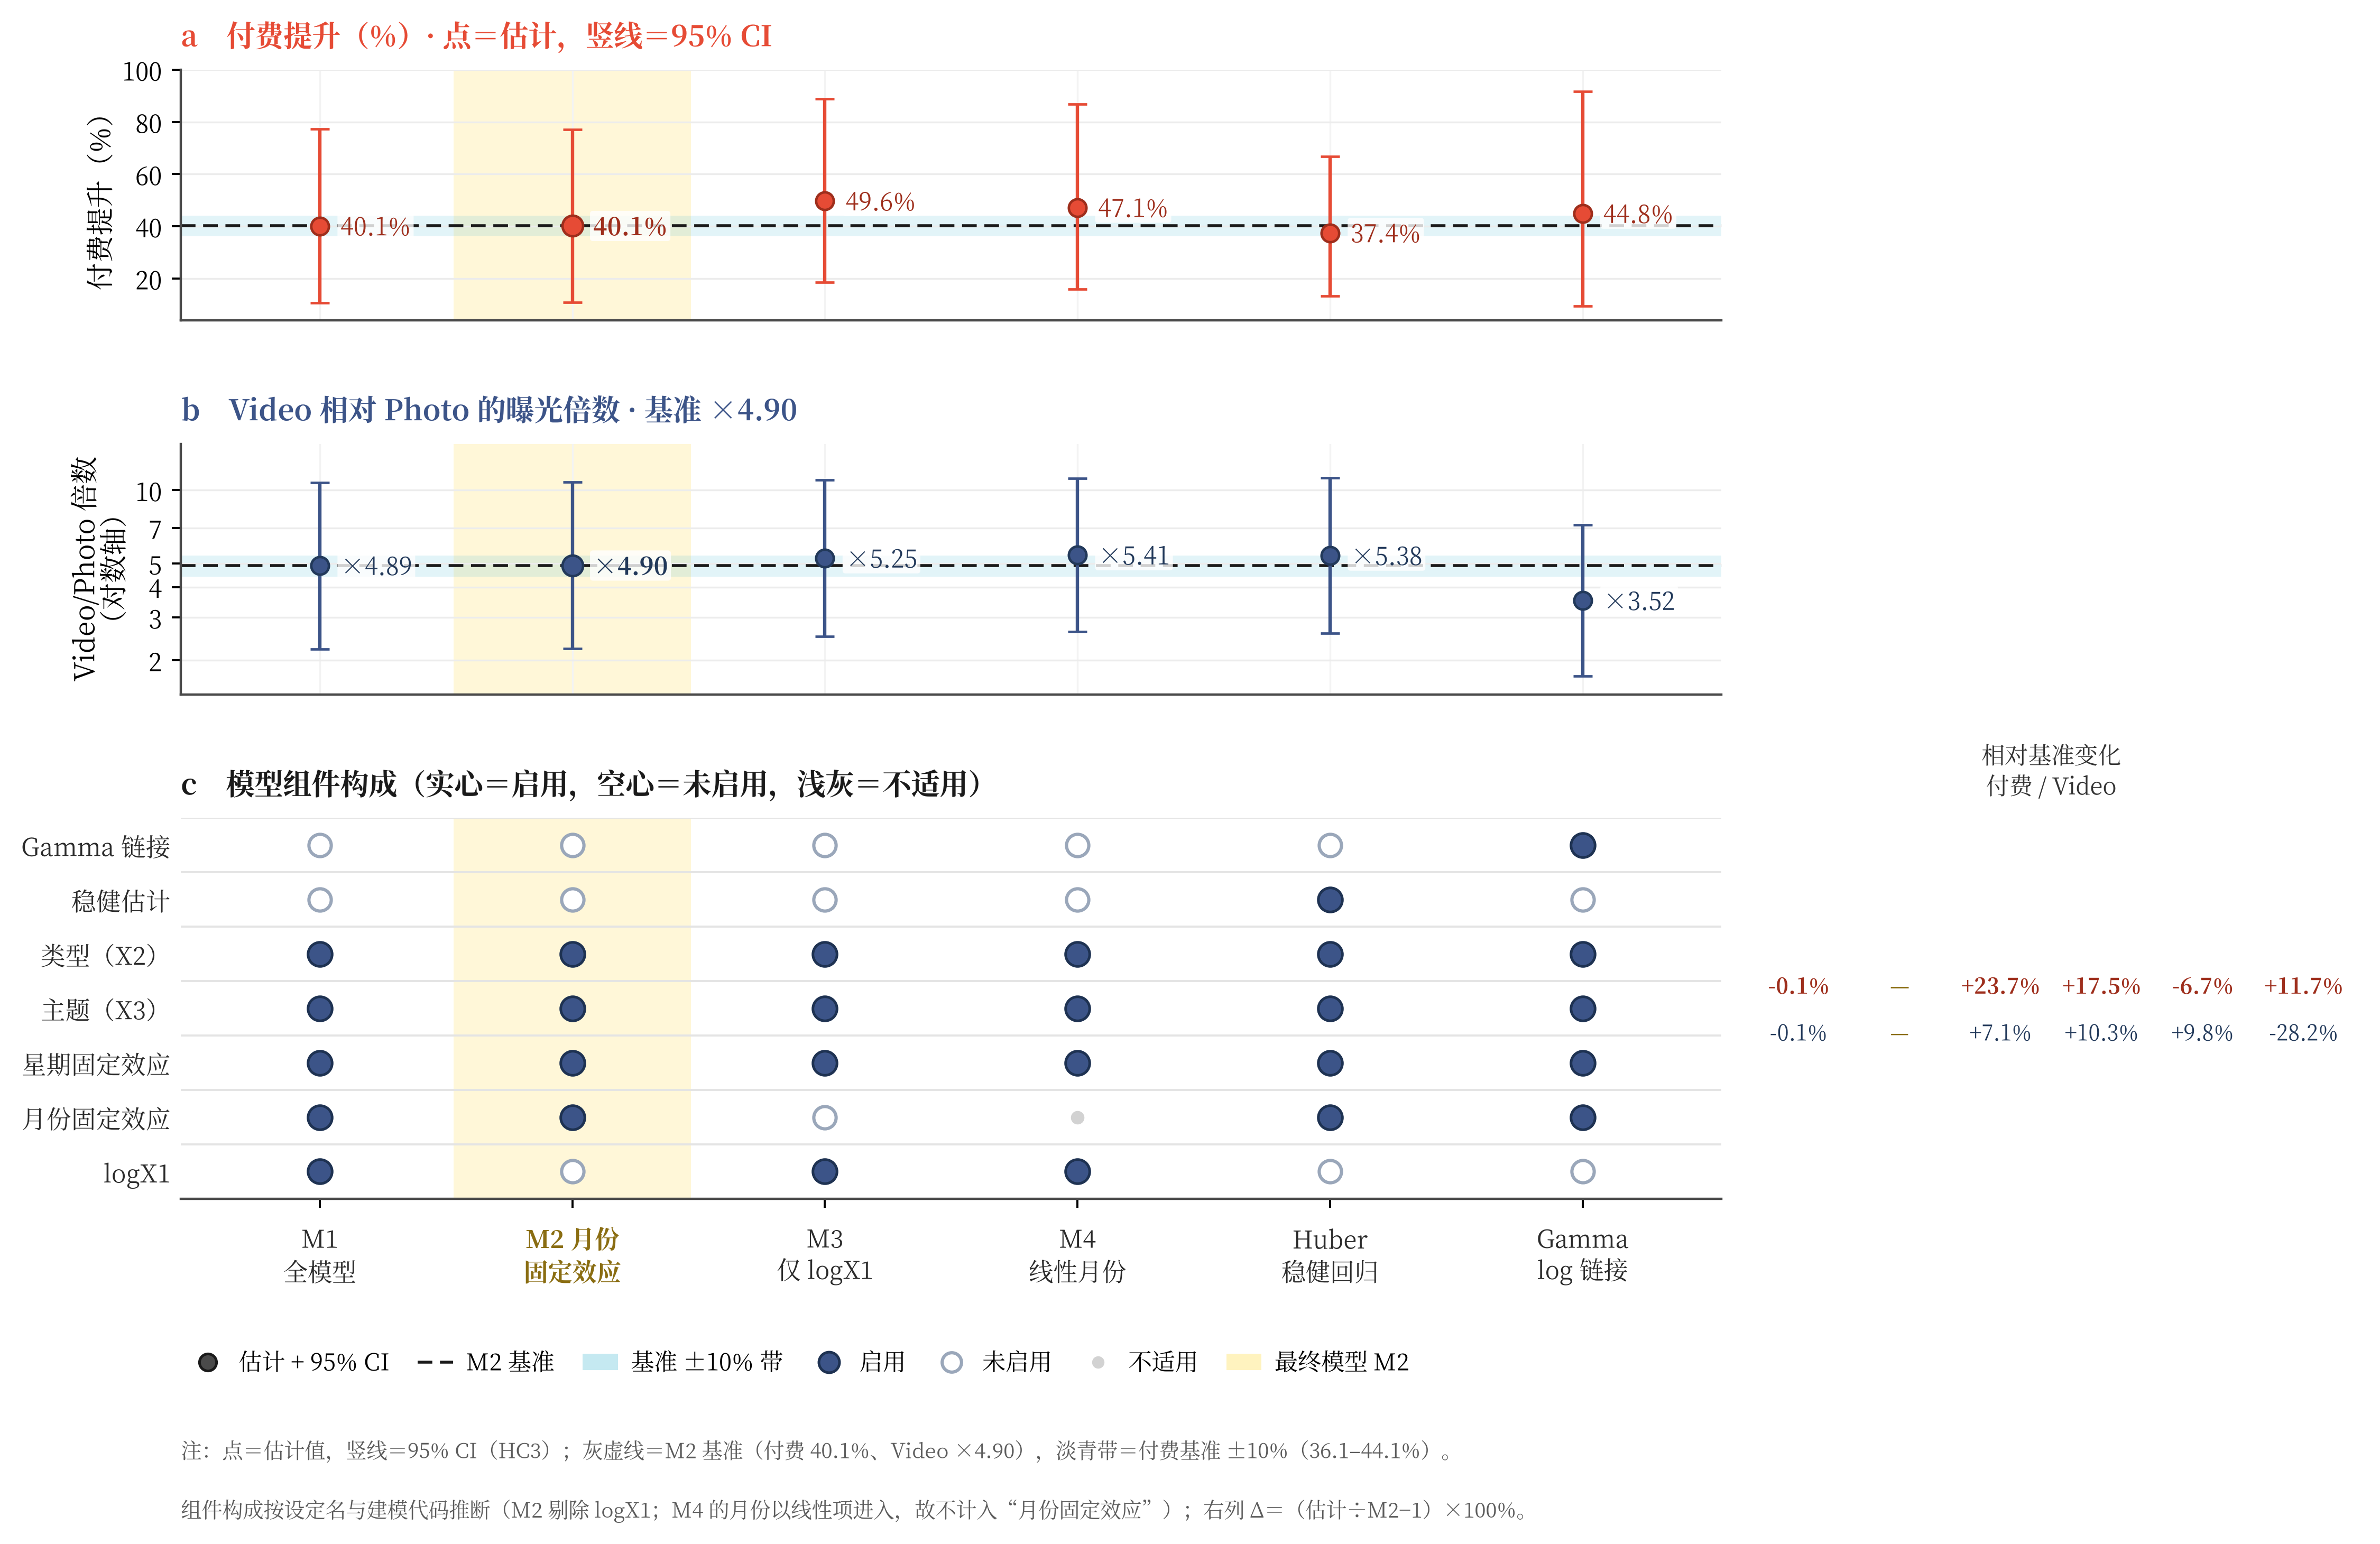 a 付费提升（%）· 点＝估计，竖线＝95% CI
付费提升（%）
100
80
60
40
20
40.1%
40.1%
49.6%
47.1%
37.4%
44.8%
b Video 相对 Photo 的曝光倍数 · 基准 ×4.90
Video/Photo 倍数
（对数轴）
10
7
5
4
3
2
×4.89
×4.90
×5.25
×5.41
×5.38
×3.52
c 模型组件构成（实心＝启用，空心＝未启用，浅灰＝不适用）
相对基准变化
付费 / Video
Gamma 链接
稳健估计
类型（X2）
主题（X3）
星期固定效应
月份固定效应
logX1
-0.1% — +23.7% +17.5% -6.7% +11.7%
-0.1% — +7.1% +10.3% +9.8% -28.2%
M1
全模型
M2 月份
固定效应
M3
仅 logX1
M4
线性月份
Huber
稳健回归
Gamma
log 链接
估计 + 95% CI M2 基准 基准 ±10% 带 启用 未启用 不适用 最终模型 M2
注：点＝估计值，竖线＝95% CI（HC3）；灰虚线＝M2 基准（付费 40.1%、Video ×4.90），淡青带＝付费基准 ±10%（36.1–44.1%）。
组件构成按设定名与建模代码推断（M2 剔除 logX1；M4 的月份以线性项进入，故不计入“月份固定效应”）；右列 Δ＝（估计÷M2−1）×100%。